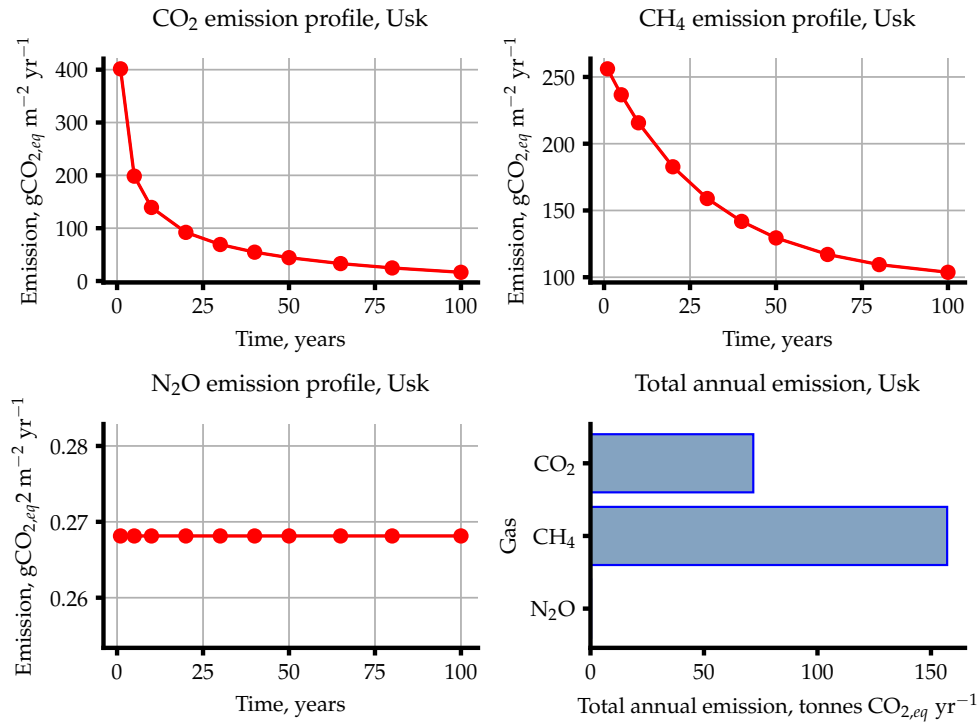 CO₂ emission profile, Usk
Emission, gCO₂,eq m⁻² yr⁻¹
400
300
200
100
0
0 25 50 75 100
Time, years
CH₄ emission profile, Usk
Emission, gCO₂,eq m⁻² yr⁻¹
250
200
150
100
0 25 50 75 100
Time, years
N₂O emission profile, Usk
Emission, gCO₂,eq2 m⁻² yr⁻¹
0.28
0.27
0.26
0 25 50 75 100
Time, years
Total annual emission, Usk
Gas
CO₂
CH₄
N₂O
0 50 100 150
Total annual emission, tonnes CO₂,eq yr⁻¹